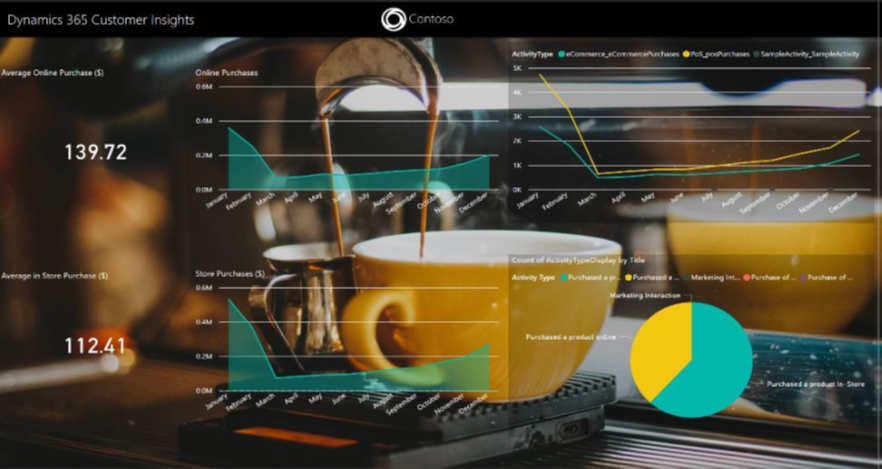 Dynamics 365 Customer Insights
Contoso
Average Online Purchase ($)
139.72
Online Purchases
0.6M
0.4M
0.2M
0.0M
January February March April May June July August September October November December
ActivityType eCommerce_eCommercePurchases PoS_posPurchases SampleActivity_SampleActivity
5K
4K
3K
2K
1K
0K
January February March April May June July August September October November December
Average in Store Purchase ($)
112.41
Store Purchases ($)
0.6M
0.4M
0.2M
0.0M
January February March April May June July August September October November December
Count of ActivityTypeDisplay by Title
Activity Type Purchased a pr... Purchased a ... Marketing Int... Purchase of ... Purchase of ...
Marketing Interaction
Purchased a product online
Purchased a product In-Store